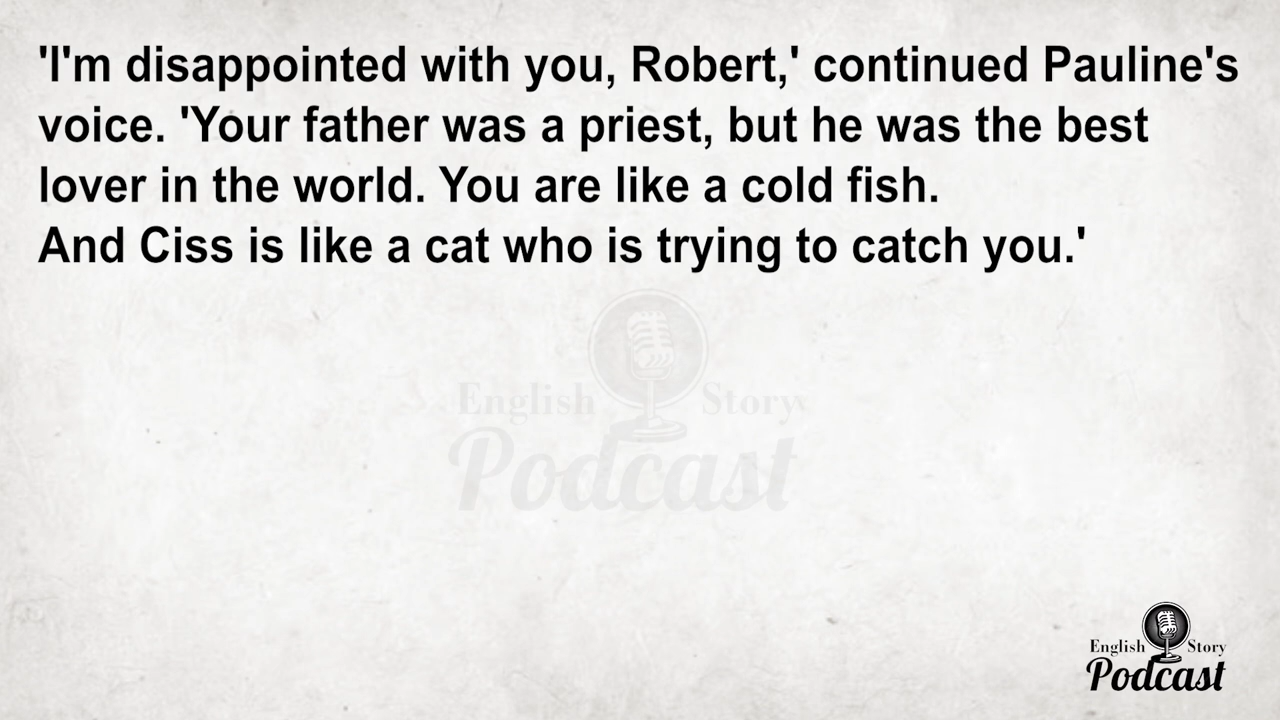 'I'm disappointed with you, Robert,' continued Pauline's
voice. 'Your father was a priest, but he was the best
lover in the world. You are like a cold fish.
And Ciss is like a cat who is trying to catch you.'
English Story
Podcast
English Story
Podcast